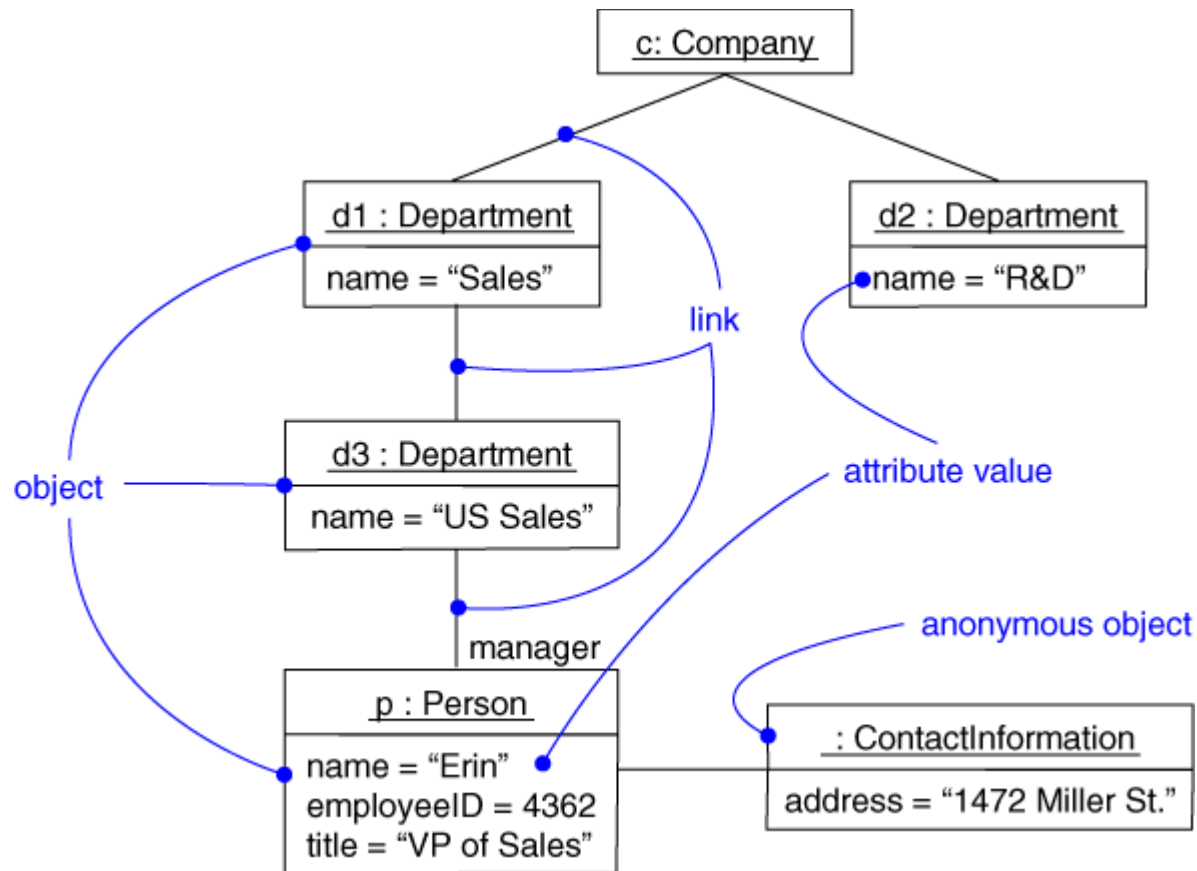 c: Company
d1 : Department
name = “Sales”
d2 : Department
name = “R&D”
link
d3 : Department
name = “US Sales”
object
attribute value
anonymous object
manager
p : Person
name = “Erin”
employeeID = 4362
title = “VP of Sales”
: ContactInformation
address = “1472 Miller St.”